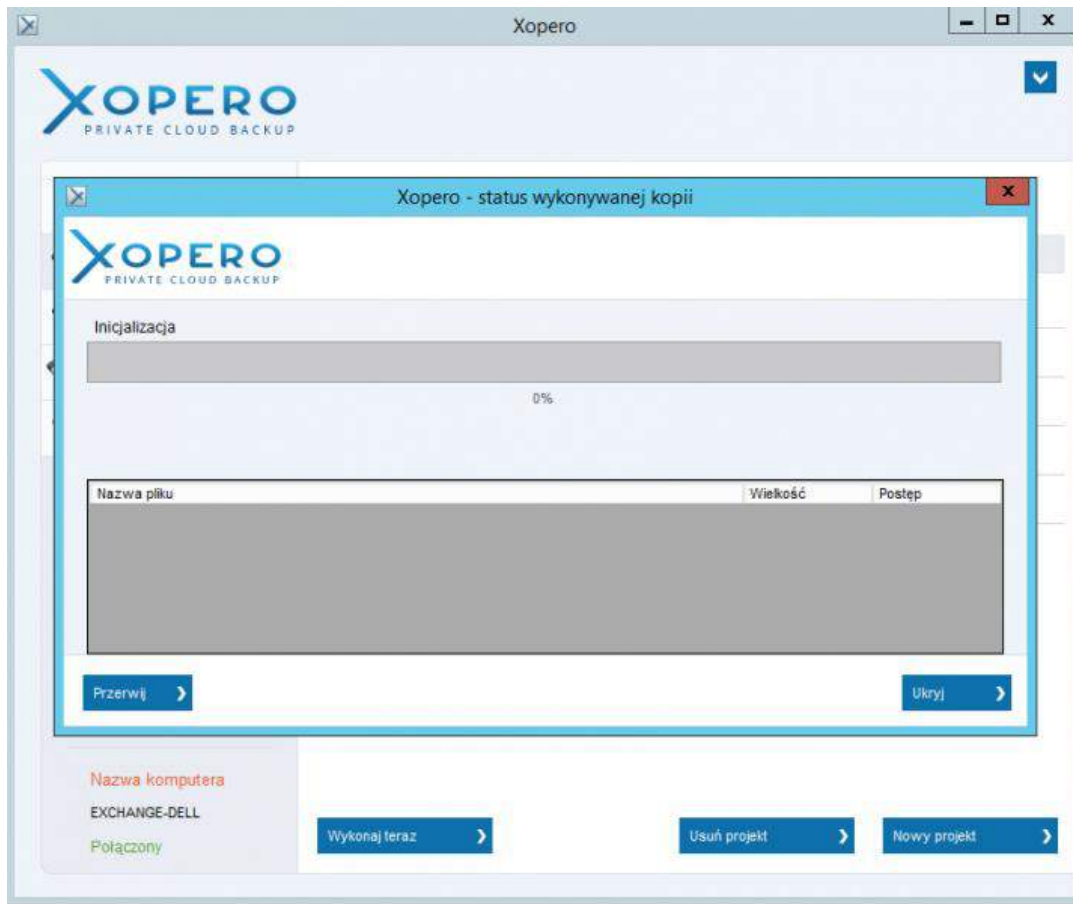 Xopero
XOPERO
PRIVATE CLOUD BACKUP
Xopero - status wykonywanej kopii
XOPERO
PRIVATE CLOUD BACKUP
Inicjalizacja
0%
Nazwa pliku Wielkość Postęp
Przerwij Ukryj
Nazwa komputera
EXCHANGE-DELL
Połączony
Wykonaj teraz Usuń projekt Nowy projekt